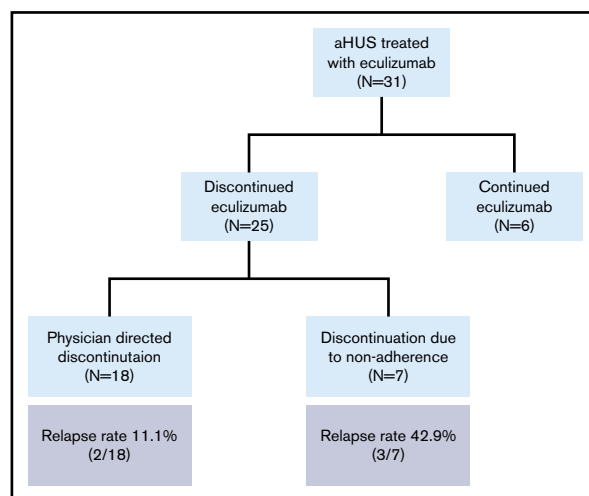 aHUS treated
with eculizumab
(N=31)
Discontinued
eculizumab
(N=25)
Continued
eculizumab
(N=6)
Physician directed
discontinutaion
(N=18)
Discontinuation due
to non-adherence
(N=7)
Relapse rate 11.1%
(2/18)
Relapse rate 42.9%
(3/7)